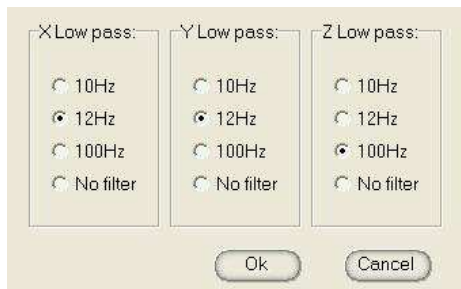 X Low pass: Y Low pass: Z Low pass:
10Hz 10Hz 10Hz
12Hz 12Hz 12Hz
100Hz 100Hz 100Hz
No filter No filter No filter
Ok Cancel